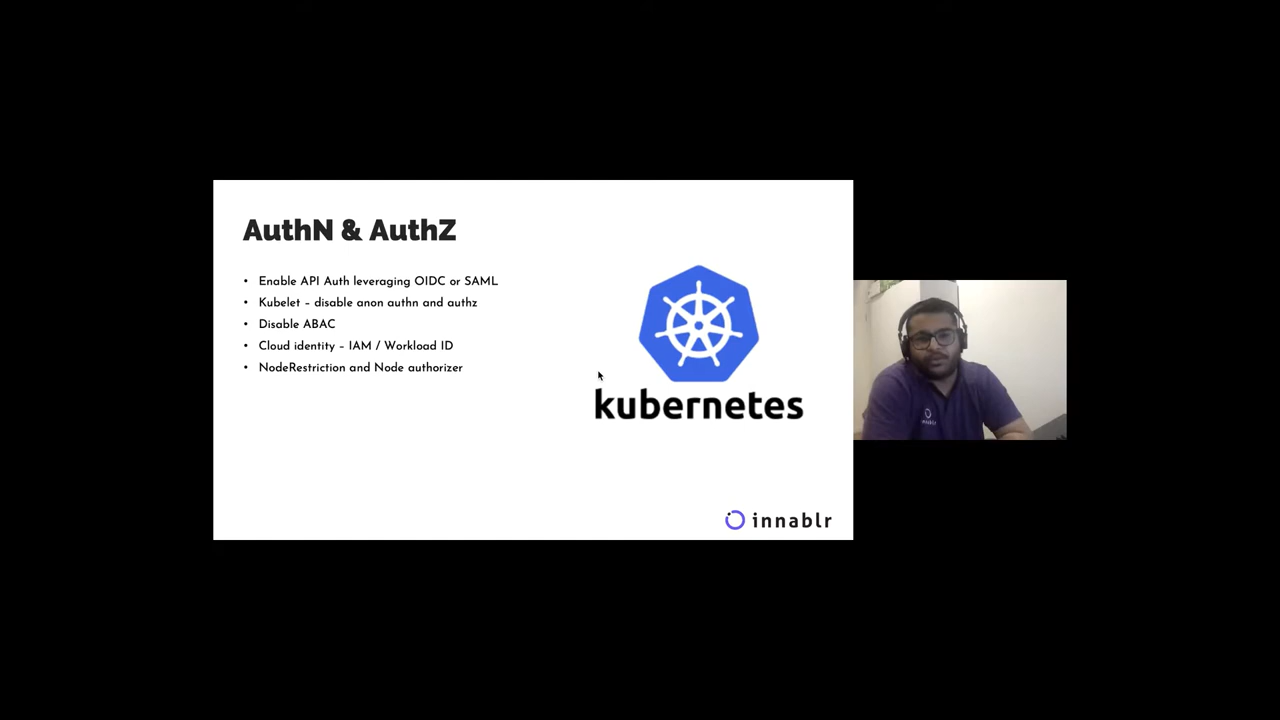 AuthN & AuthZ
• Enable API Auth leveraging OIDC or SAML
• Kubelet – disable anon authn and authz
• Disable ABAC
• Cloud identity – IAM / Workload ID
• NodeRestriction and Node authorizer
kubernetes
innablr